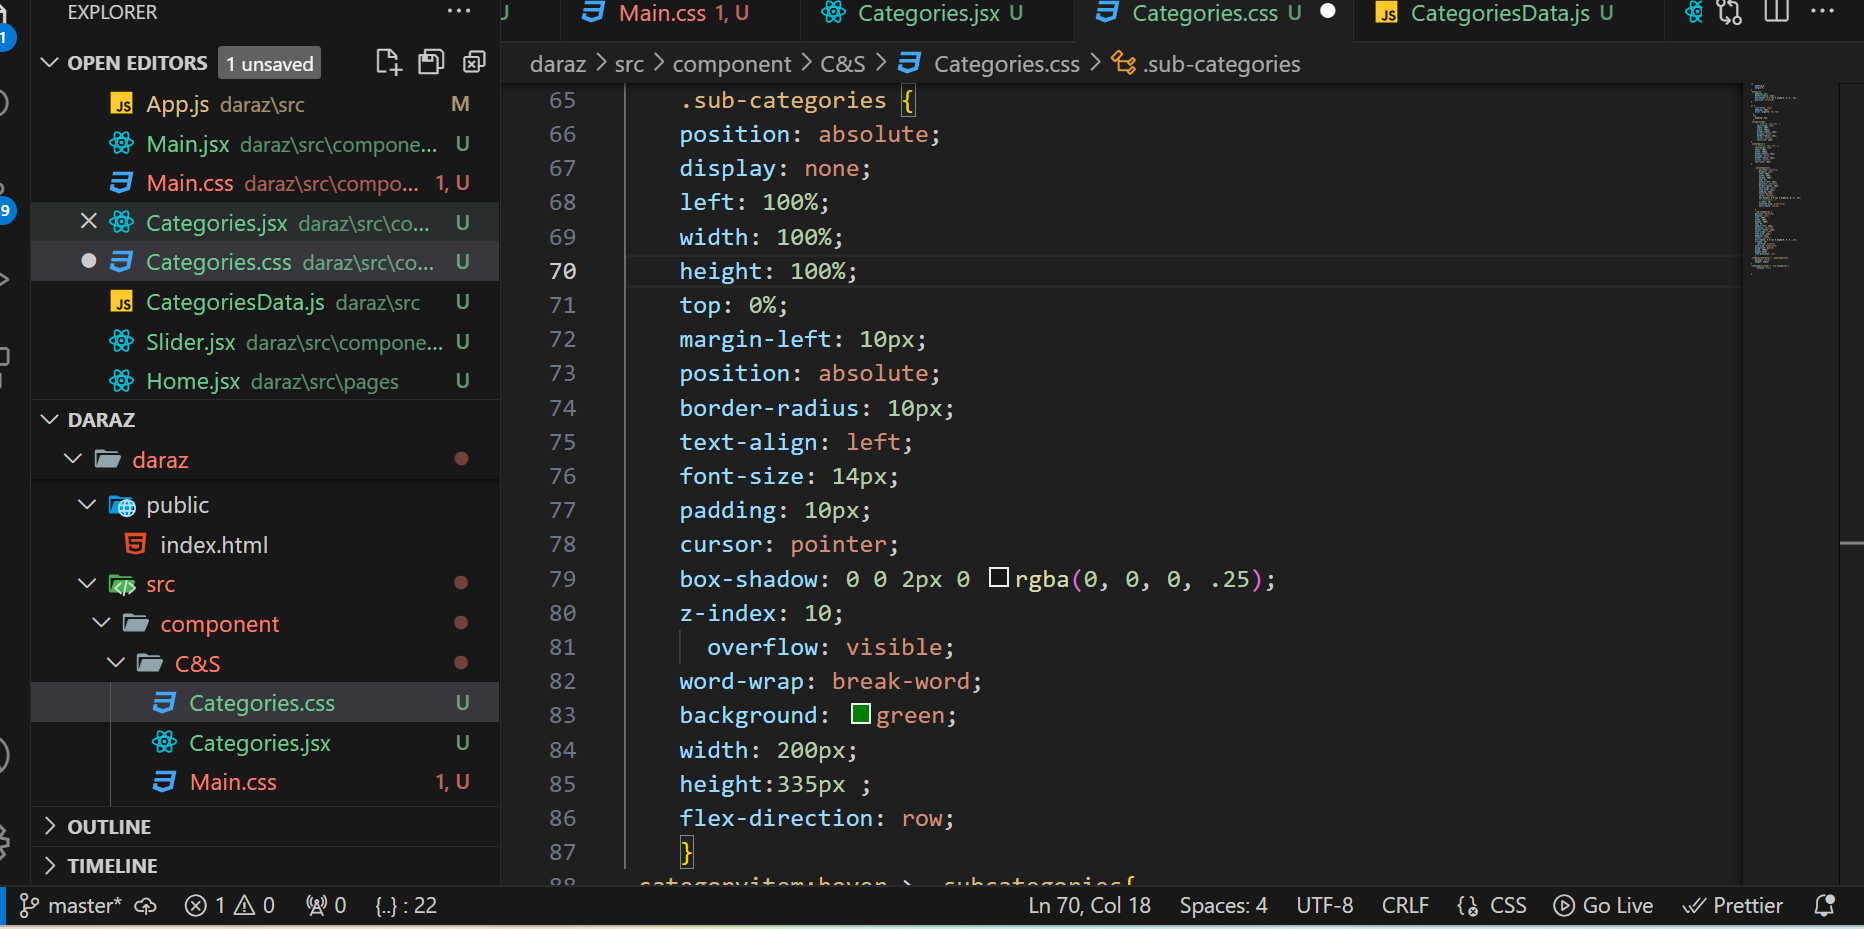 EXPLORER
OPEN EDITORS 1 unsaved
JS App.js daraz\src M
Main.jsx daraz\src\compone... U
Main.css daraz\src\compo... 1, U
Categories.jsx daraz\src\co... U
Categories.css daraz\src\co... U
JS CategoriesData.js daraz\src U
Slider.jsx daraz\src\compone... U
Home.jsx daraz\src\pages U
DARAZ
daraz
public
index.html
src
component
C&S
Categories.css U
Categories.jsx U
Main.css 1, U
OUTLINE
TIMELINE
1
9
U Main.css 1, U Categories.jsx U Categories.css U JS CategoriesData.js U
daraz > src > component > C&S > Categories.css > .sub-categories
65 .sub-categories {
66 position: absolute;
67 display: none;
68 left: 100%;
69 width: 100%;
70 height: 100%;
71 top: 0%;
72 margin-left: 10px;
73 position: absolute;
74 border-radius: 10px;
75 text-align: left;
76 font-size: 14px;
77 padding: 10px;
78 cursor: pointer;
79 box-shadow: 0 0 2px 0 rgba(0, 0, 0, .25);
80 z-index: 10;
81 overflow: visible;
82 word-wrap: break-word;
83 background: green;
84 width: 200px;
85 height:335px ;
86 flex-direction: row;
87 }
master* 1 0 0 {..} : 22 Ln 70, Col 18 Spaces: 4 UTF-8 CRLF CSS Go Live Prettier